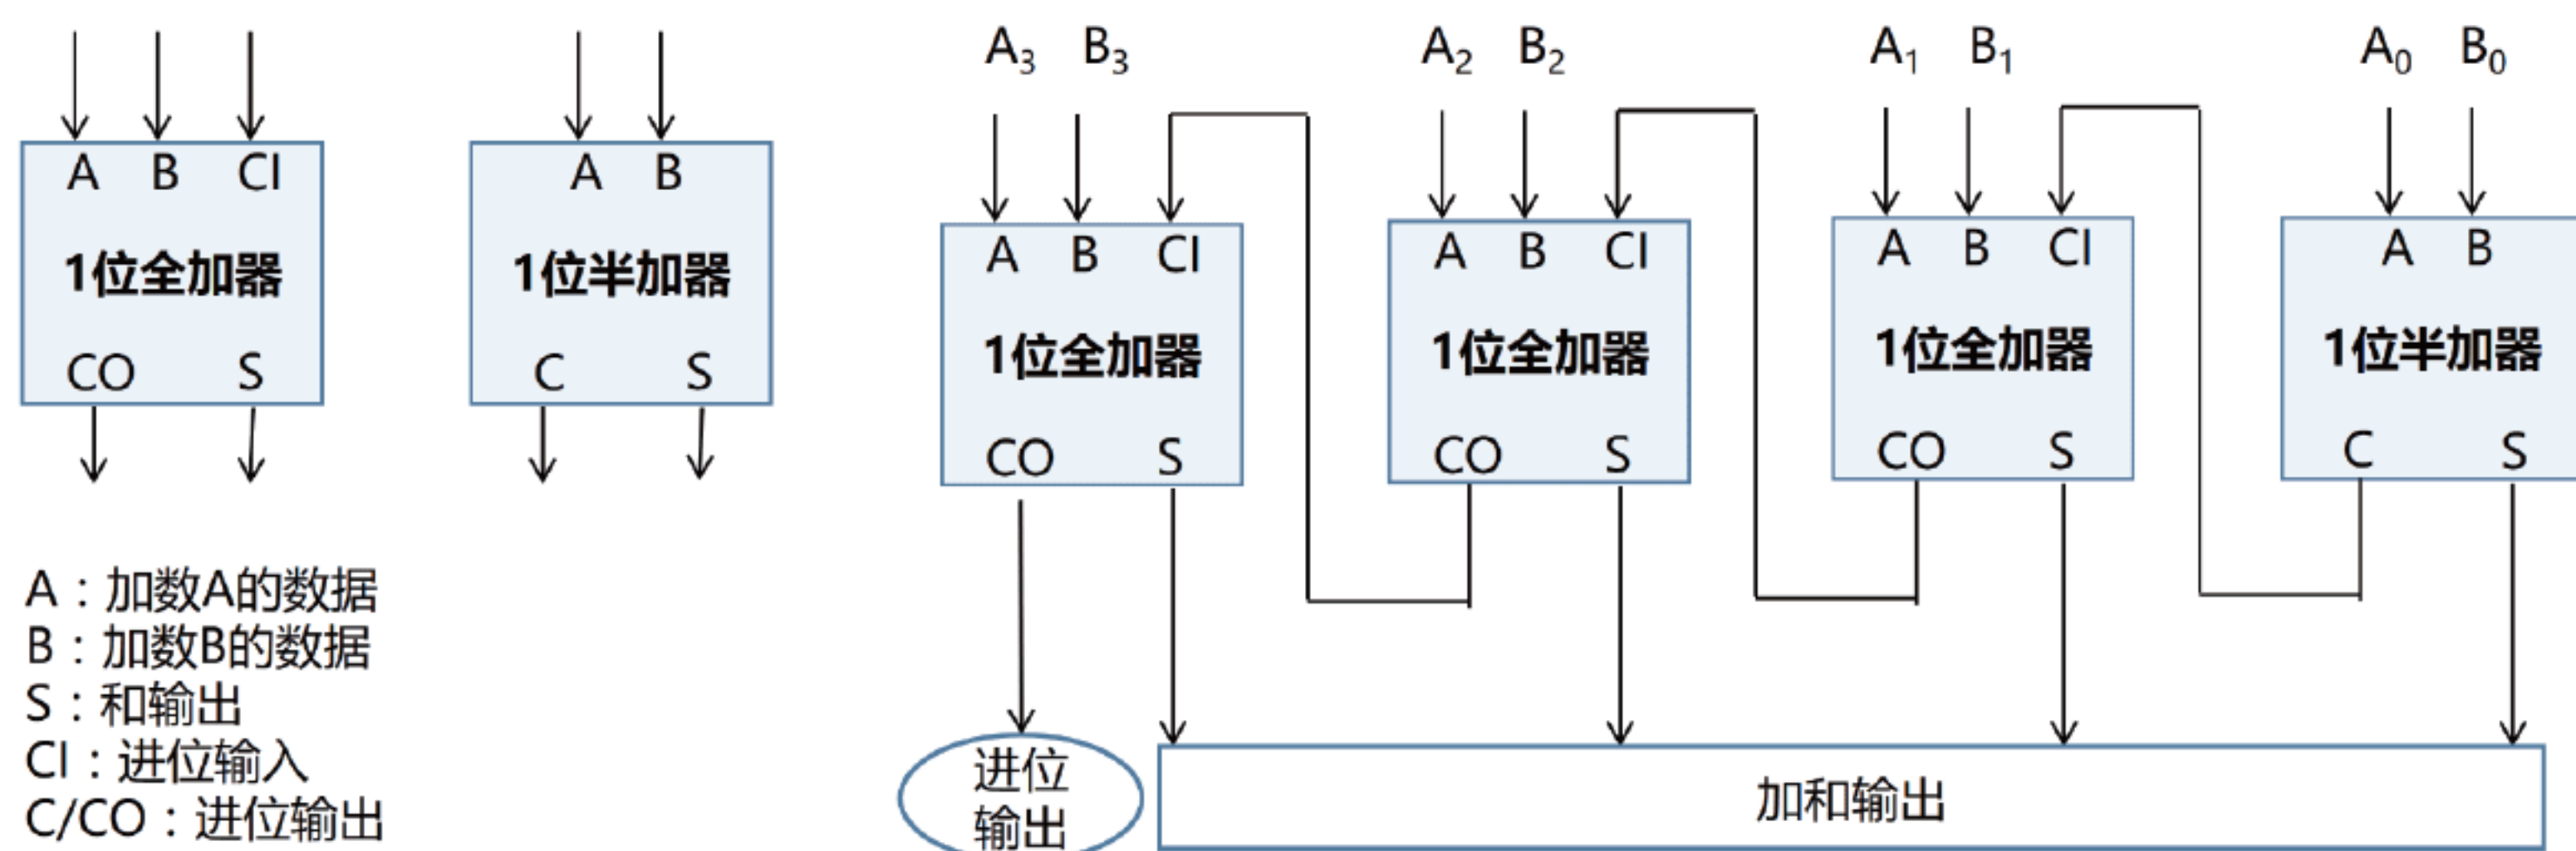 A B CI
1位全加器
CO S
A B
1位半加器
C S
A：加数A的数据
B：加数B的数据
S：和输出
CI：进位输入
C/CO：进位输出
A3 B3
A B CI
1位全加器
CO S
A2 B2
A B CI
1位全加器
CO S
A1 B1
A B CI
1位全加器
CO S
A0 B0
A B
1位半加器
C S
进位
输出
加和输出